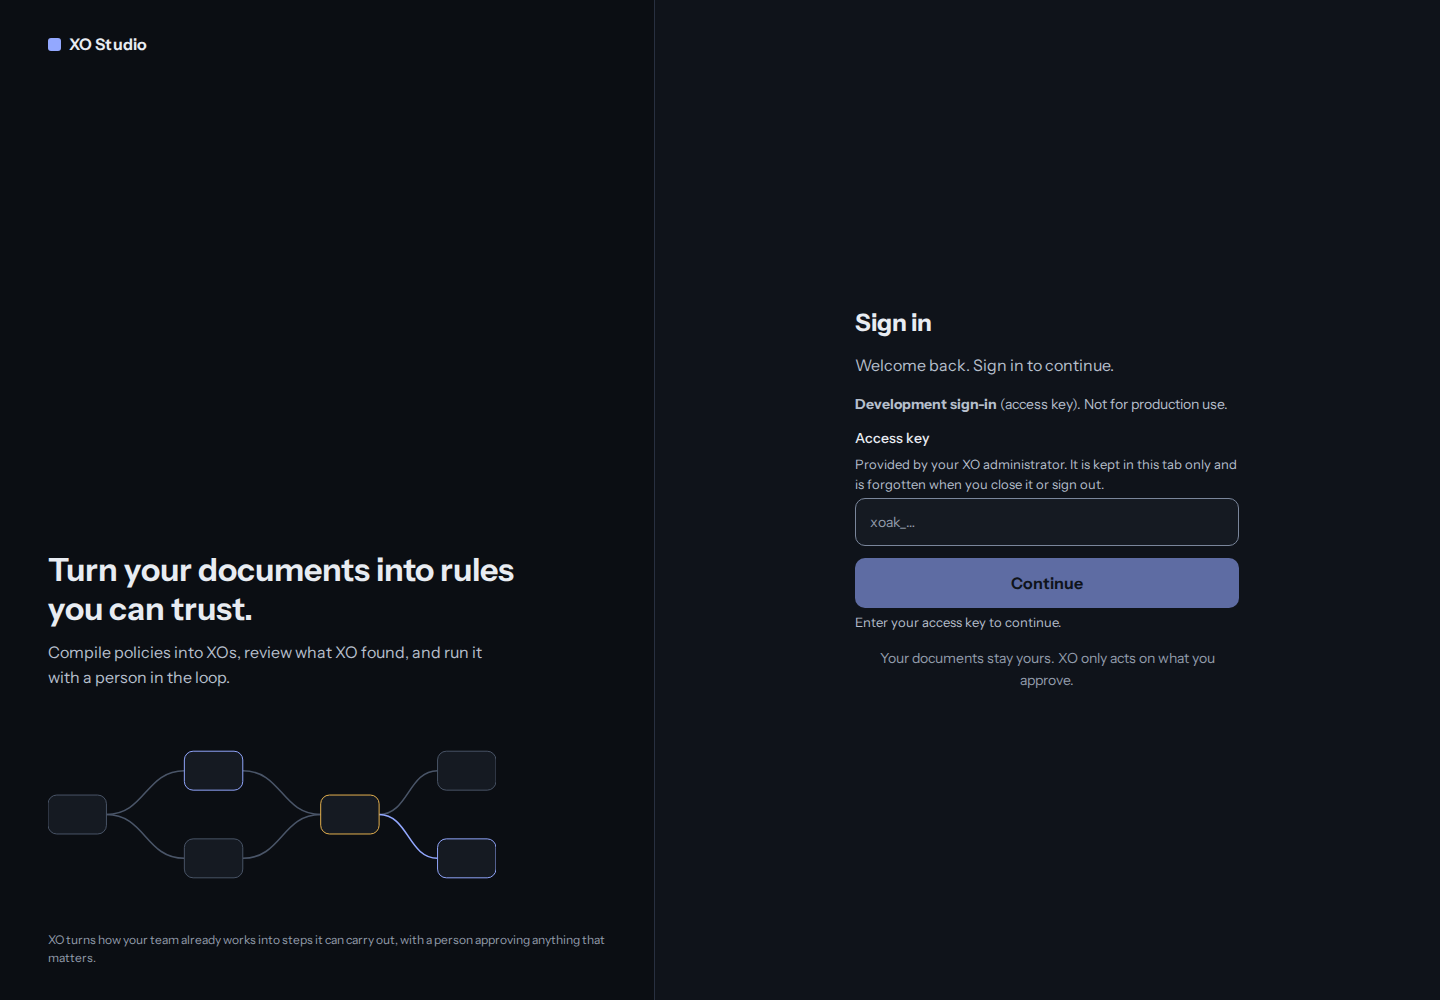 XO Studio
Turn your documents into rules
you can trust.
Compile policies into XOs, review what XO found, and run it
with a person in the loop.
XO turns how your team already works into steps it can carry out, with a person approving anything that
matters.
Sign in
Welcome back. Sign in to continue.
Development sign-in (access key). Not for production use.
Access key
Provided by your XO administrator. It is kept in this tab only and
is forgotten when you close it or sign out.
xoak_...
Continue
Enter your access key to continue.
Your documents stay yours. XO only acts on what you
approve.